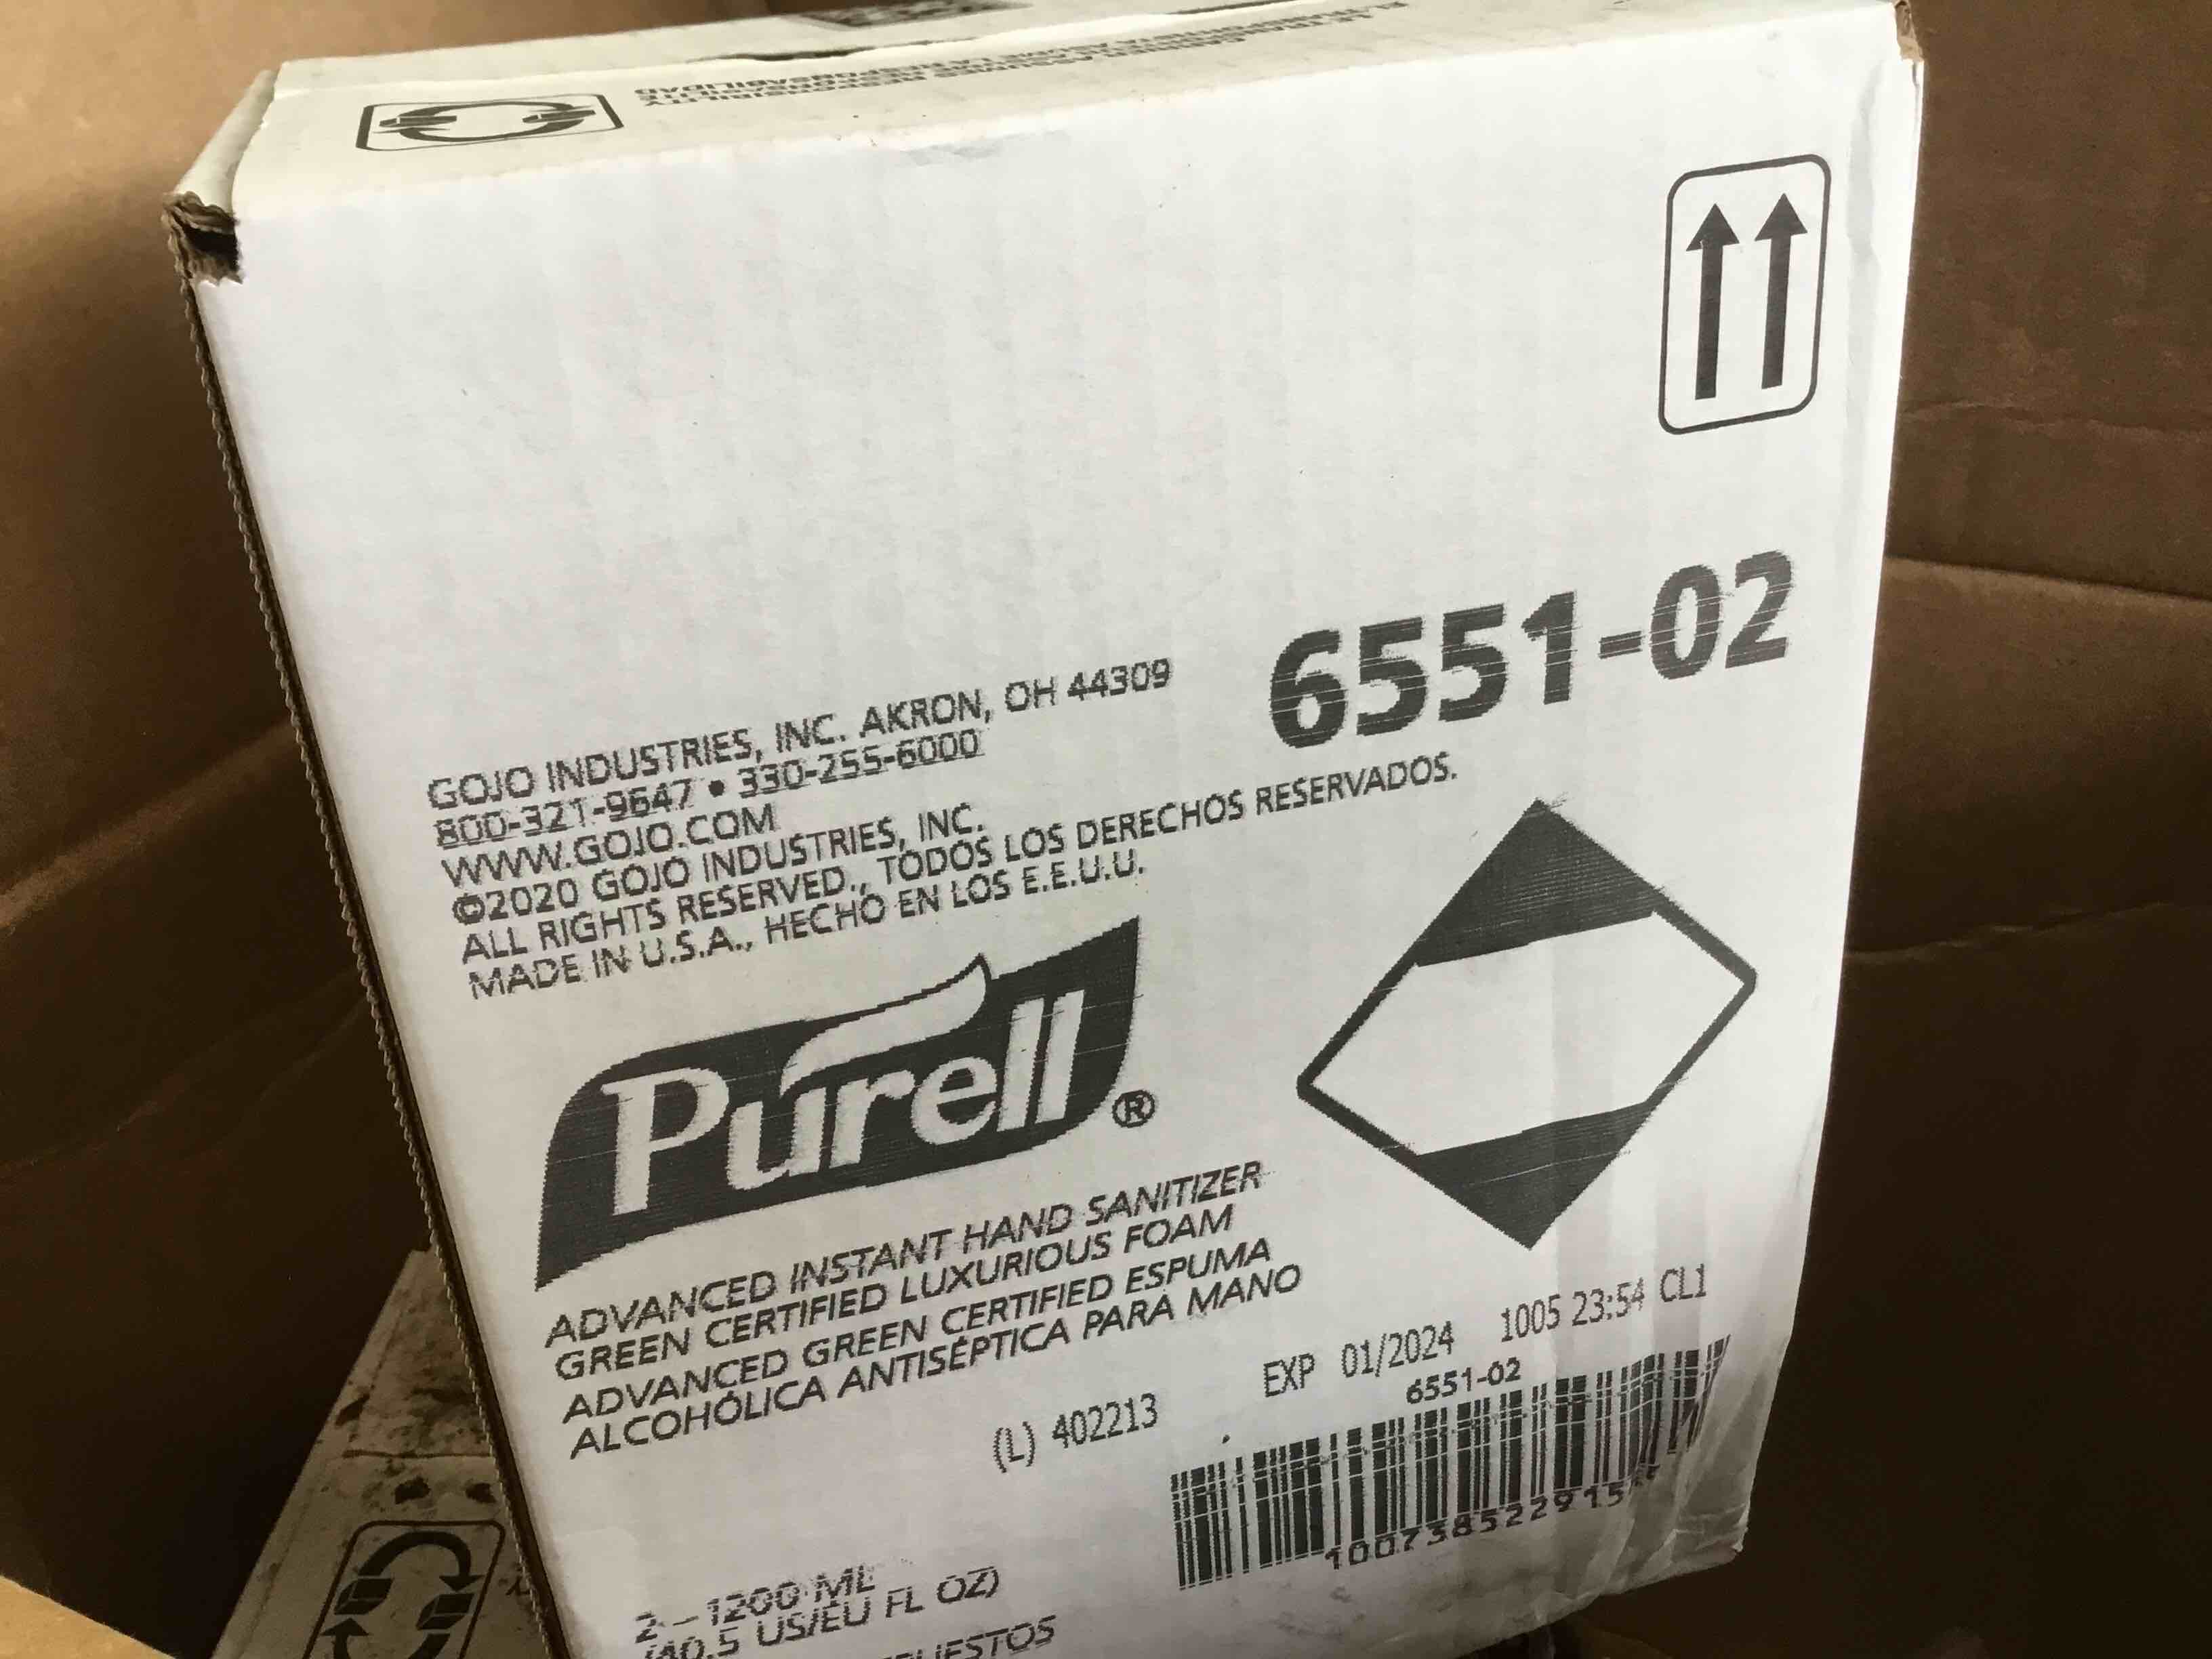 6551-02
GOJO INDUSTRIES, INC. AKRON, OH 44309
800-321-9647 • 330-255-6000
WWW.GOJO.COM
©2020 GOJO INDUSTRIES, INC.
ALL RIGHTS RESERVED., TODOS LOS DERECHOS RESERVADOS.
MADE IN U.S.A., HECHO EN LOS E.E.U.U.
Purell®
ADVANCED INSTANT HAND SANITIZER
GREEN CERTIFIED LUXURIOUS FOAM
ADVANCED GREEN CERTIFIED ESPUMA
ALCOHÓLICA ANTISÉPTICA PARA MANO
(L) 402213 EXP 01/2024 1005 23:54 CL1
6551-02
2 – 1200 ML
(40.5 US/EU FL OZ)